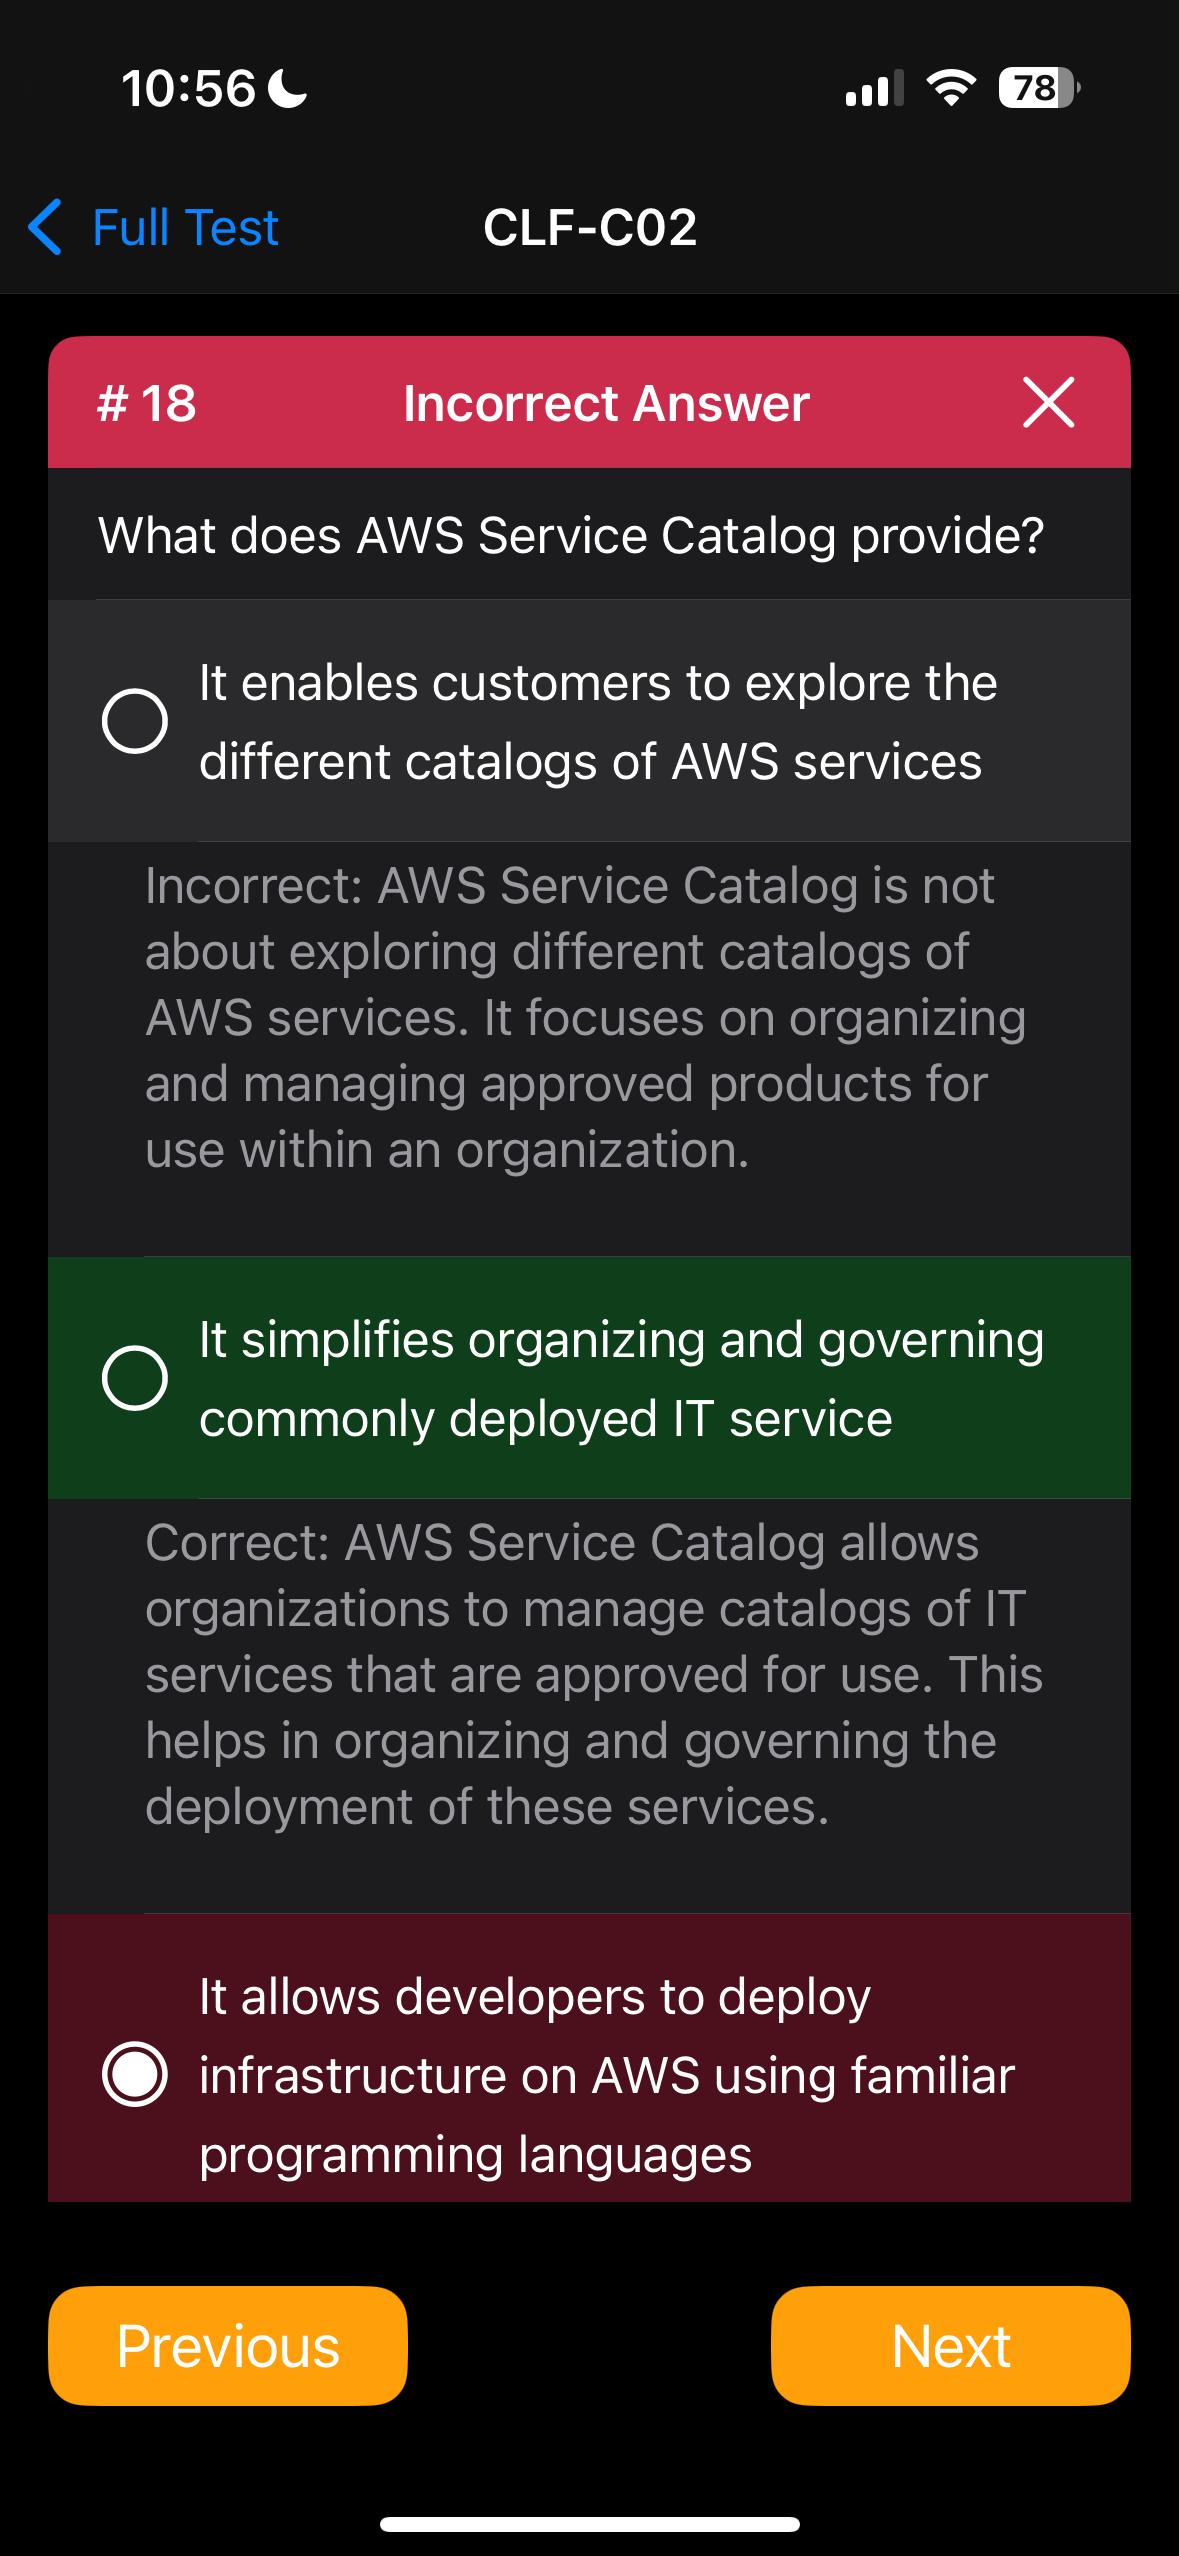 10:56
78
Full Test
CLF-C02
# 18 Incorrect Answer
What does AWS Service Catalog provide?
It enables customers to explore the
different catalogs of AWS services
Incorrect: AWS Service Catalog is not
about exploring different catalogs of
AWS services. It focuses on organizing
and managing approved products for
use within an organization.
It simplifies organizing and governing
commonly deployed IT service
Correct: AWS Service Catalog allows
organizations to manage catalogs of IT
services that are approved for use. This
helps in organizing and governing the
deployment of these services.
It allows developers to deploy
infrastructure on AWS using familiar
programming languages
Previous
Next